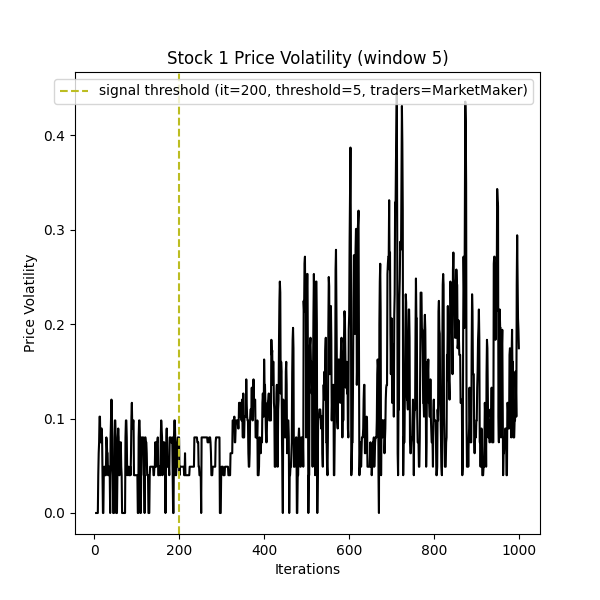 Stock 1 Price Volatility (window 5)
signal threshold (it=200, threshold=5, traders=MarketMaker)
Price Volatility
0.4
0.3
0.2
0.1
0.0
0 200 400 600 800 1000
Iterations